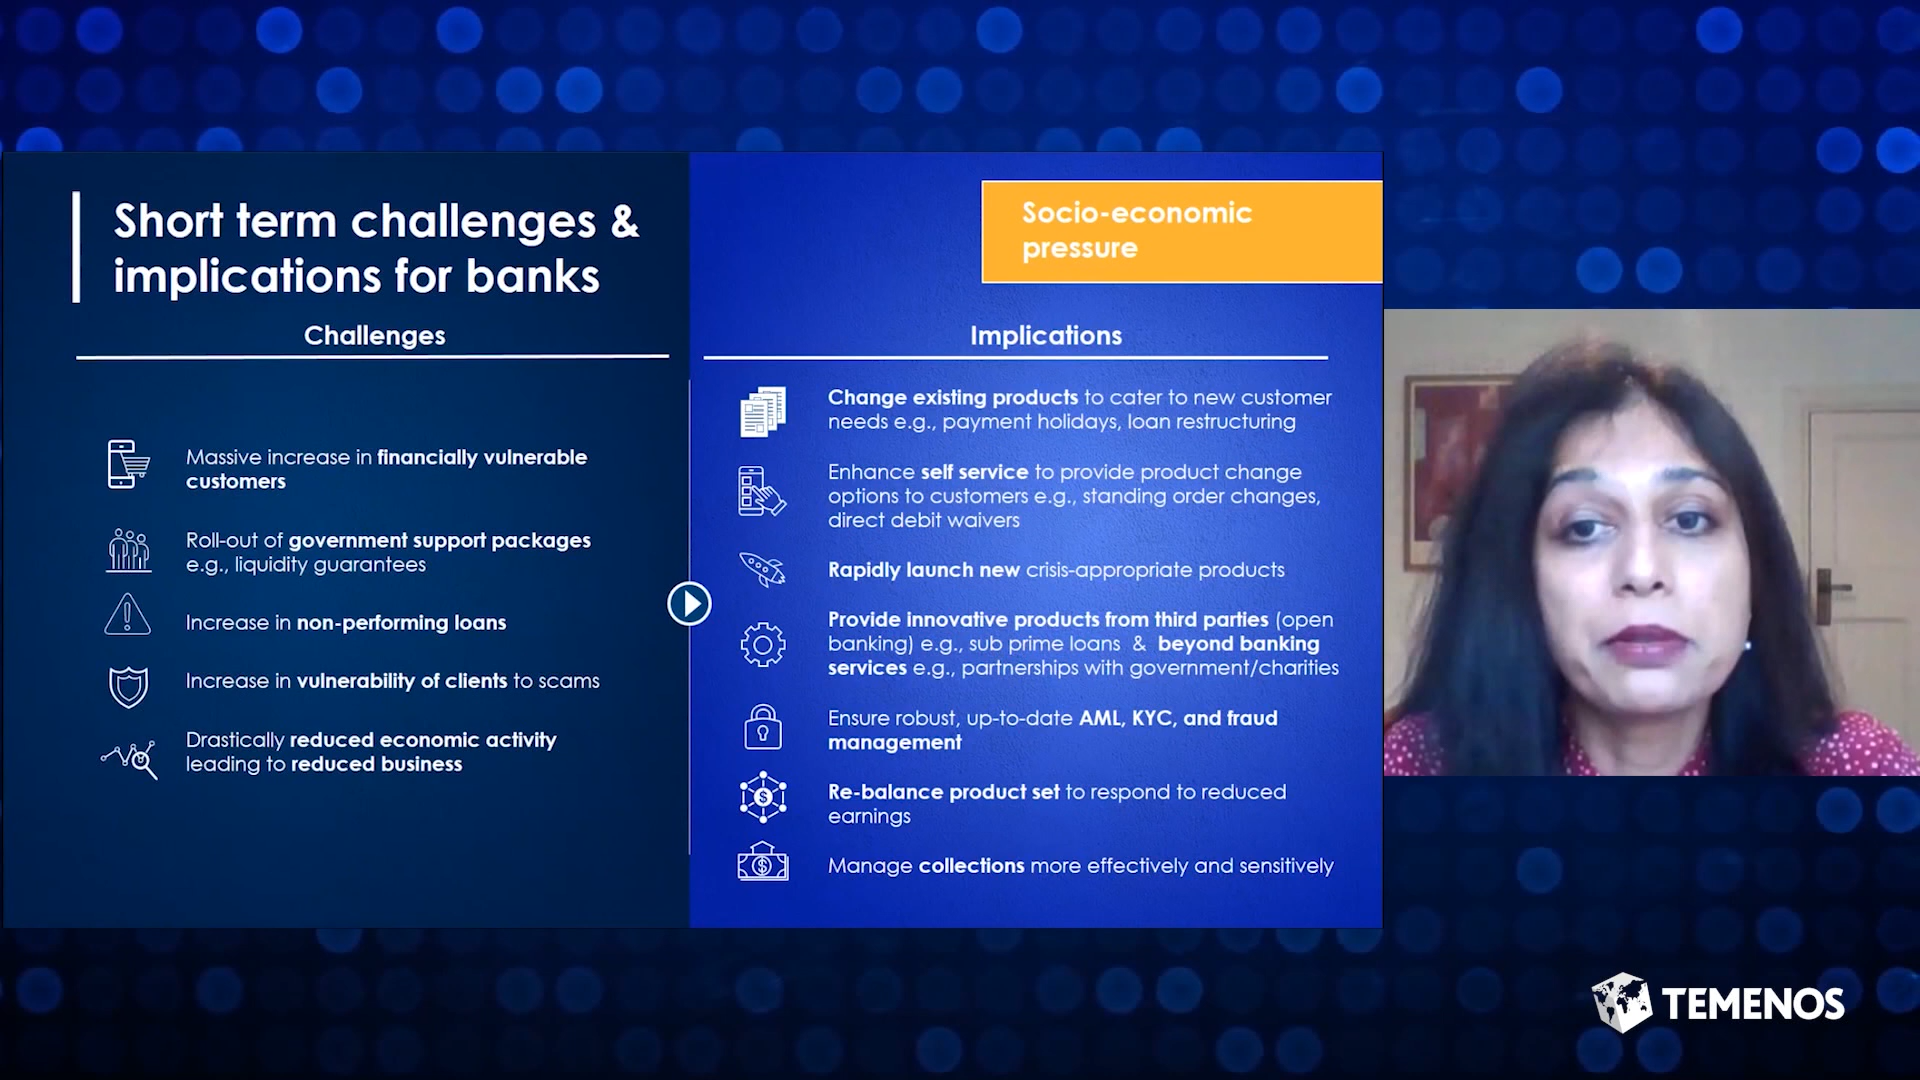 Short term challenges &
implications for banks
Socio-economic
pressure
Challenges
Massive increase in financially vulnerable
customers
Roll-out of government support packages
e.g., liquidity guarantees
Increase in non-performing loans
Increase in vulnerability of clients to scams
Drastically reduced economic activity
leading to reduced business
Implications
Change existing products to cater to new customer
needs e.g., payment holidays, loan restructuring
Enhance self service to provide product change
options to customers e.g., standing order changes,
direct debit waivers
Rapidly launch new crisis-appropriate products
Provide innovative products from third parties (open
banking) e.g., sub prime loans & beyond banking
services e.g., partnerships with government/charities
Ensure robust, up-to-date AML, KYC, and fraud
management
Re-balance product set to respond to reduced
earnings
Manage collections more effectively and sensitively
TEMENOS